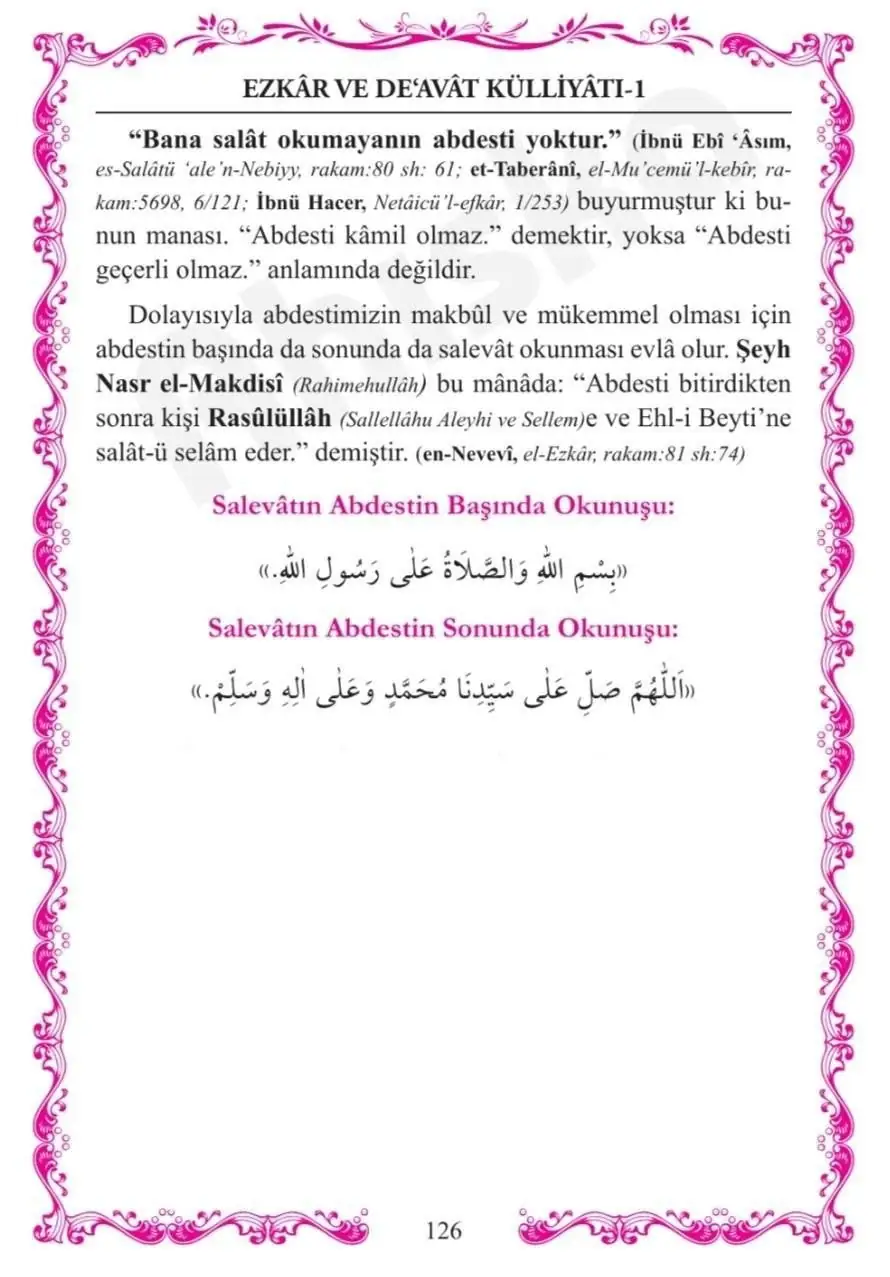 EZKÂR VE DE‘AVÂT KÜLLİYÂTI-1
“Bana salât okumayanın abdesti yoktur.” (İbnü Ebî ‘Âsım,
es-Salâtü ‘ale’n-Nebiyy, rakam:80 sh: 61; et-Taberânî, el-Mu’cemü’l-kebîr, ra-
kam:5698, 6/121; İbnü Hacer, Netâicü’l-efkâr, 1/253) buyurmuştur ki bu-
nun manası. “Abdesti kâmil olmaz.” demektir, yoksa “Abdesti
geçerli olmaz.” anlamında değildir.
Dolayısıyla abdestimizin makbûl ve mükemmel olması için
abdestin başında da sonunda da salevât okunması evlâ olur. Şeyh
Nasr el-Makdisî (Rahimehullâh) bu mânâda: “Abdesti bitirdikten
sonra kişi Rasûlüllâh (Sallellâhu Aleyhi ve Sellem)e ve Ehl-i Beyti’ne
salât-ü selâm eder.” demiştir. (en-Nevevî, el-Ezkâr, rakam:81 sh:74)
Salevâtın Abdestin Başında Okunuşu:
«بِسْمِ اللّٰهِ وَالصَّلَاةُ عَلٰى رَسُولِ اللّٰهِ.»
Salevâtın Abdestin Sonunda Okunuşu:
«اَللّٰهُمَّ صَلِّ عَلٰى سَيِّدِنَا مُحَمَّدٍ وَعَلٰى اٰلِهِ وَسَلِّمْ.»
126